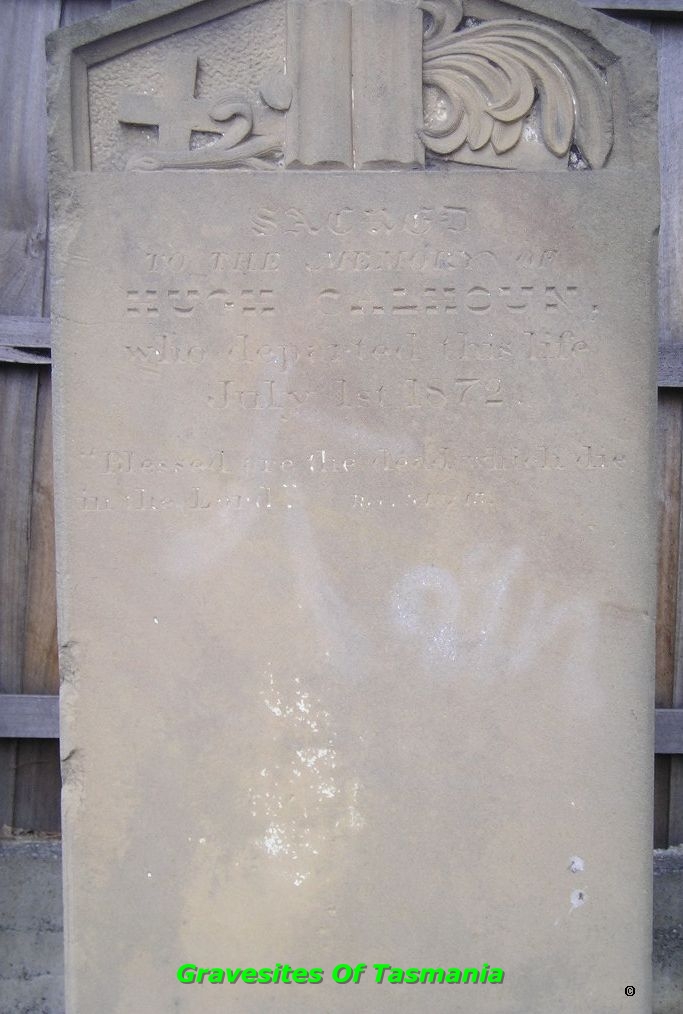 SACRED
TO THE MEMORY OF
HUGH CALHOUN,
who departed this life
July 1st 1872.
"Blessed are the dead which die
in the Lord."
Gravesites Of Tasmania
©